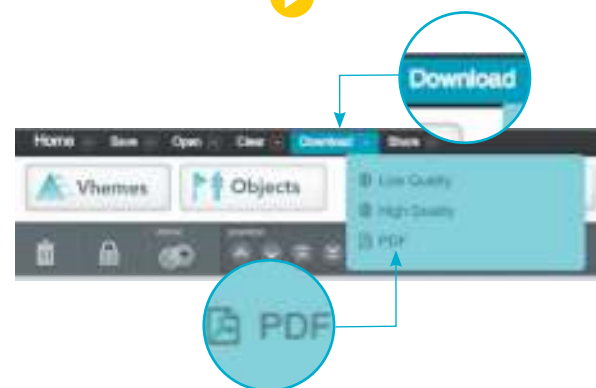 Download
Home Save Open Clear Download Share
Vhemes Objects
Low Quality
High Quality
PDF
PDF